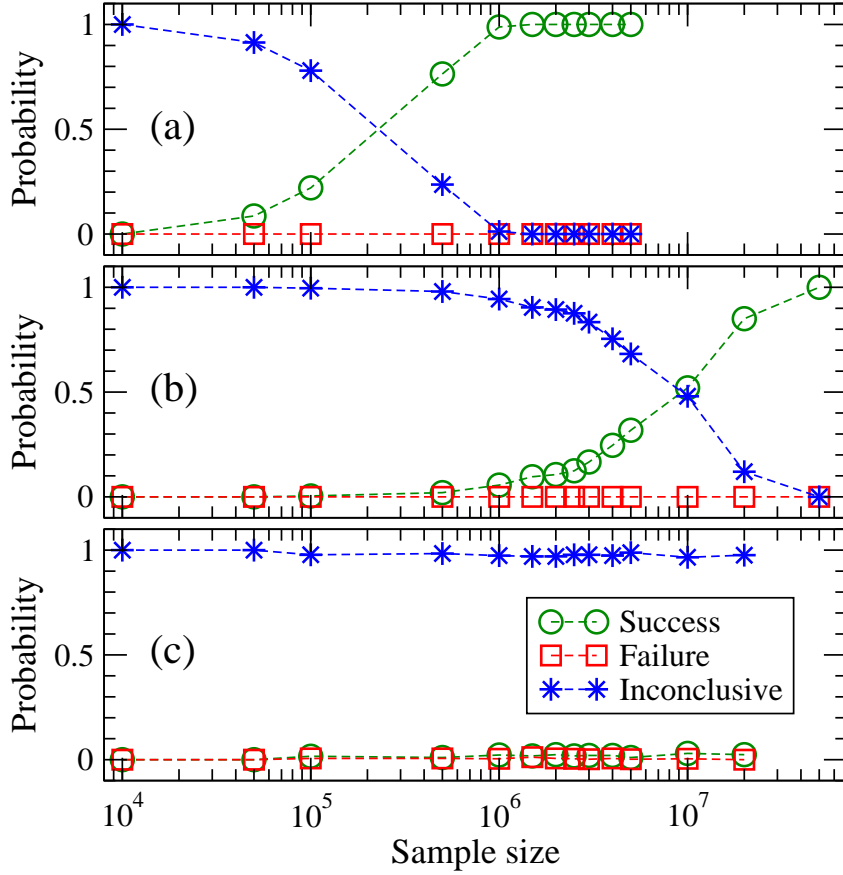 1
0.5
0
Probability
(a)
1
0.5
0
Probability
(b)
1
0.5
0
Probability
(c)
Success
Failure
Inconclusive
10^4 10^5 10^6 10^7
Sample size